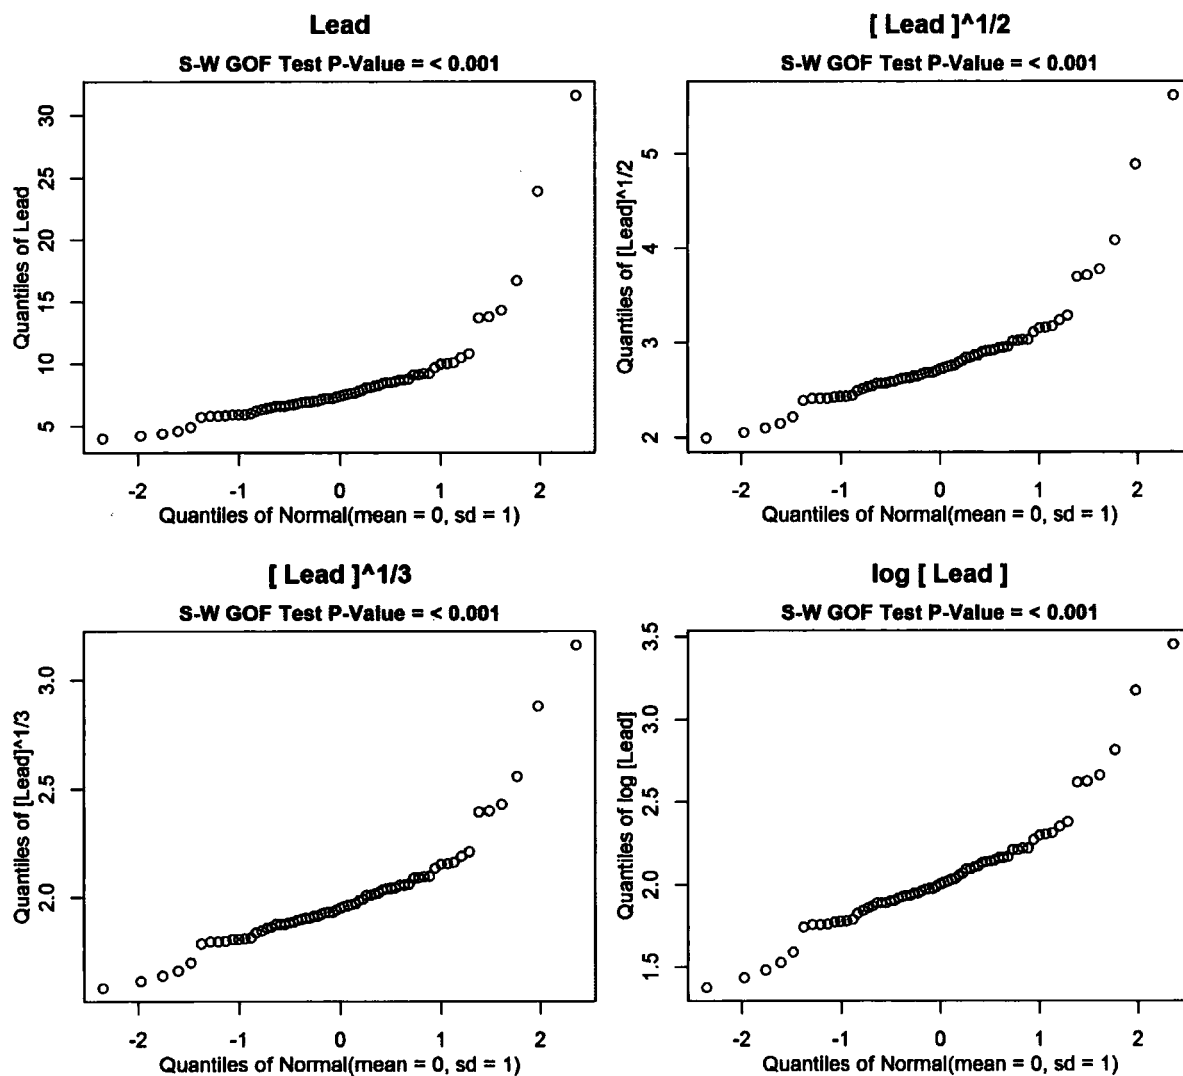 Lead
S-W GOF Test P-Value = < 0.001
Quantiles of Lead
30
25
20
15
10
5
-2 -1 0 1 2
Quantiles of Normal(mean = 0, sd = 1)
[ Lead ]^1/2
S-W GOF Test P-Value = < 0.001
Quantiles of [Lead]^1/2
5
4
3
2
-2 -1 0 1 2
Quantiles of Normal(mean = 0, sd = 1)
[ Lead ]^1/3
S-W GOF Test P-Value = < 0.001
Quantiles of [Lead]^1/3
3.0
2.5
2.0
-2 -1 0 1 2
Quantiles of Normal(mean = 0, sd = 1)
log [ Lead ]
S-W GOF Test P-Value = < 0.001
Quantiles of log [Lead]
3.5
3.0
2.5
2.0
1.5
-2 -1 0 1 2
Quantiles of Normal(mean = 0, sd = 1)